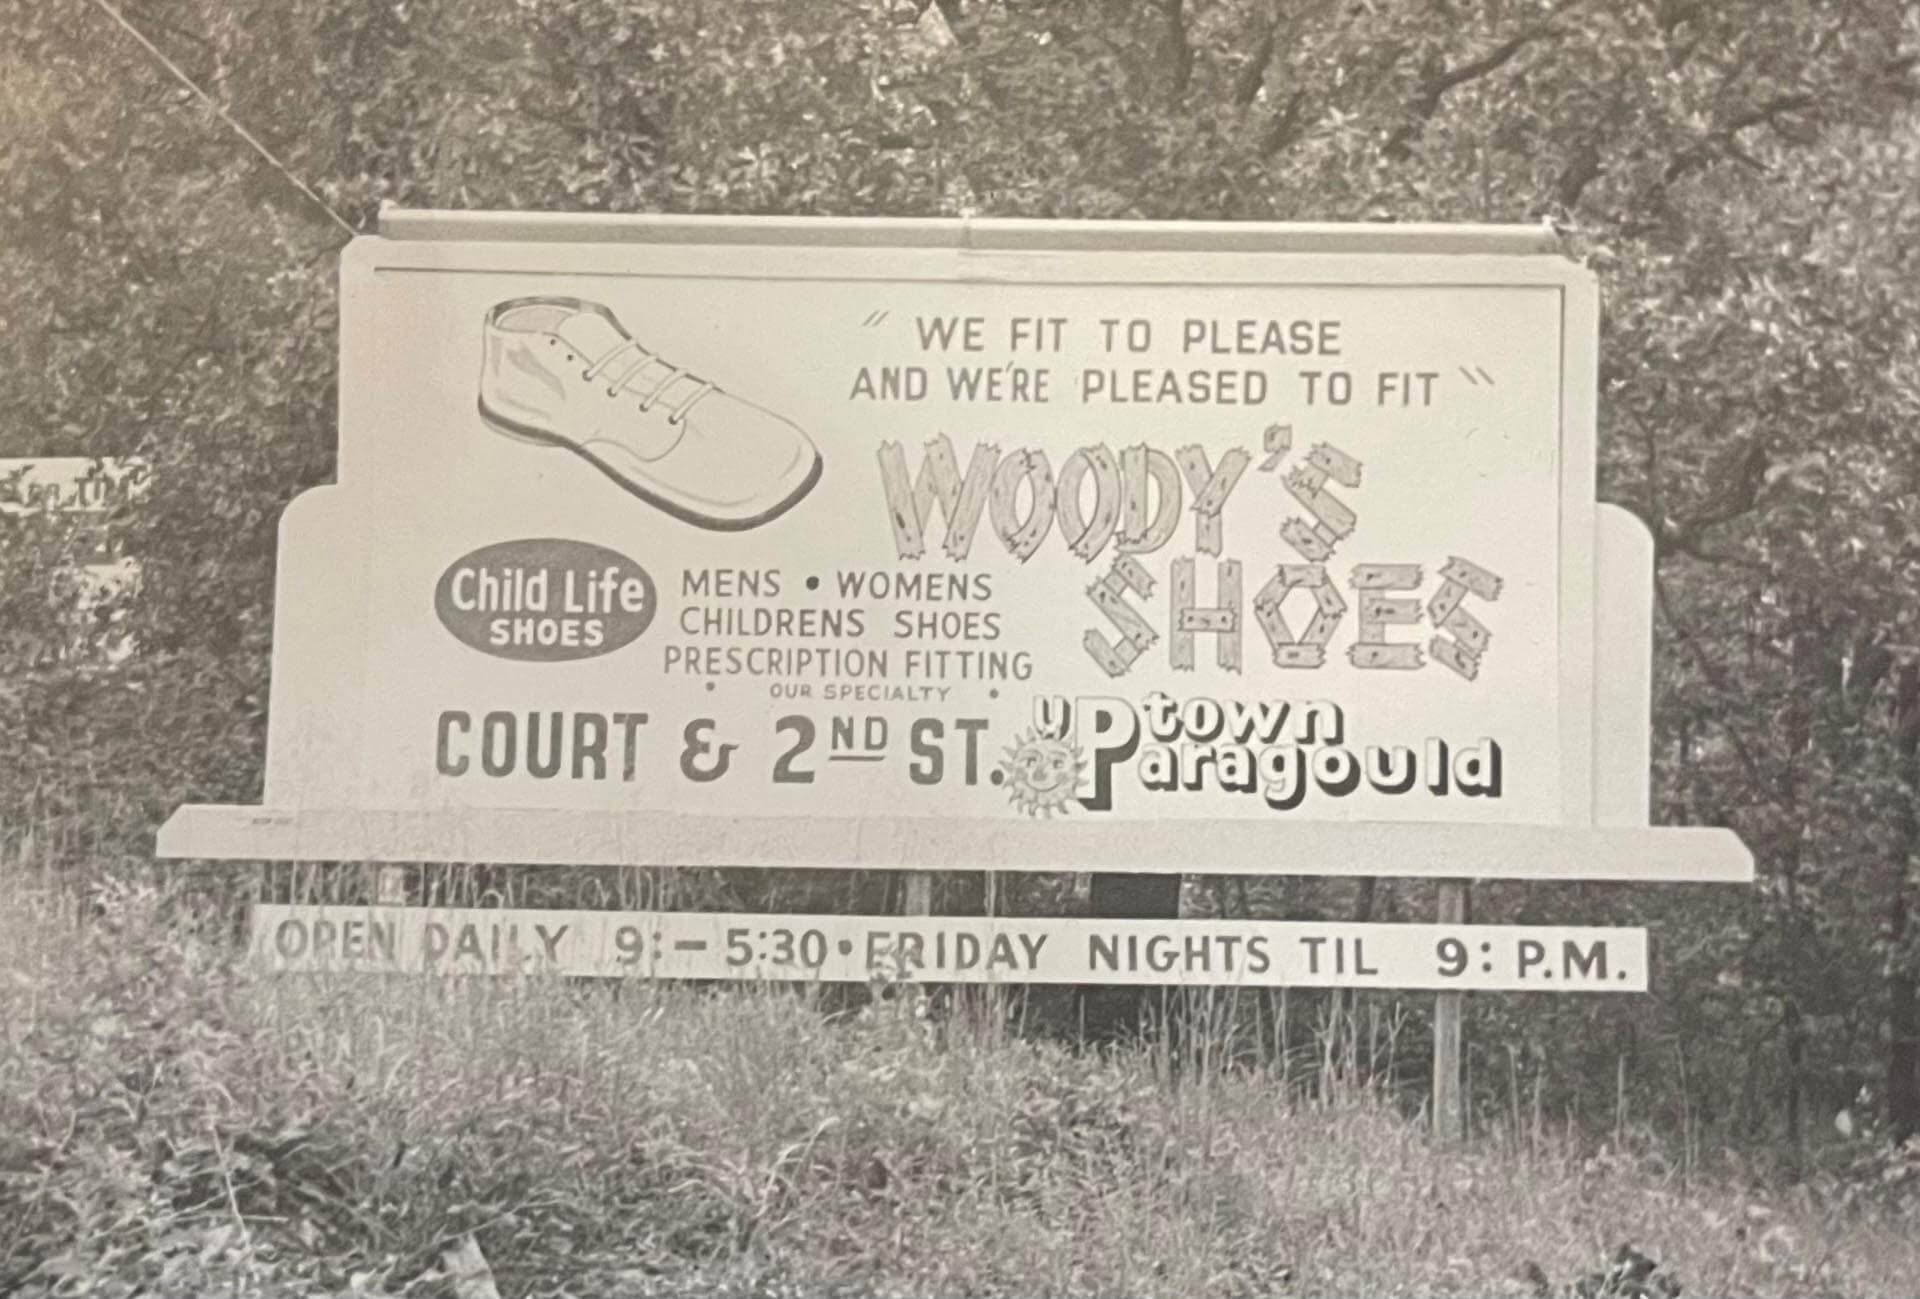 " WE FIT TO PLEASE
AND WE'RE PLEASED TO FIT "
WOODY'S
SHOES
Child Life
SHOES
MENS • WOMENS
CHILDRENS SHOES
PRESCRIPTION FITTING
• OUR SPECIALTY •
COURT & 2ND ST.
uPtown
Paragould
OPEN DAILY 9:- 5:30 • FRIDAY NIGHTS TIL 9: P.M.